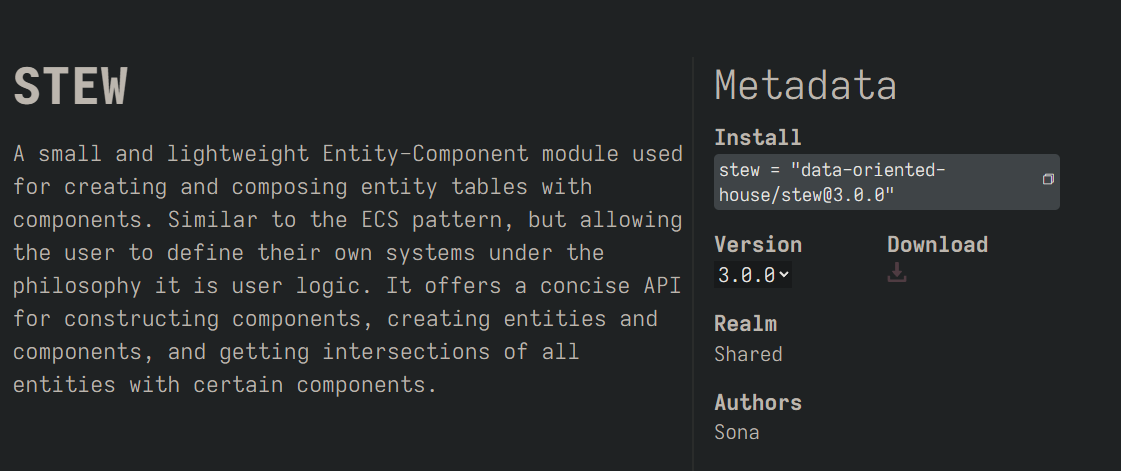 STEW
A small and lightweight Entity-Component module used
for creating and composing entity tables with
components. Similar to the ECS pattern, but allowing
the user to define their own systems under the
philosophy it is user logic. It offers a concise API
for constructing components, creating entities and
components, and getting intersections of all
entities with certain components.
Metadata
Install
stew = "data-oriented-
house/stew@3.0.0"
Version
Download
3.0.0
Realm
Shared
Authors
Sona